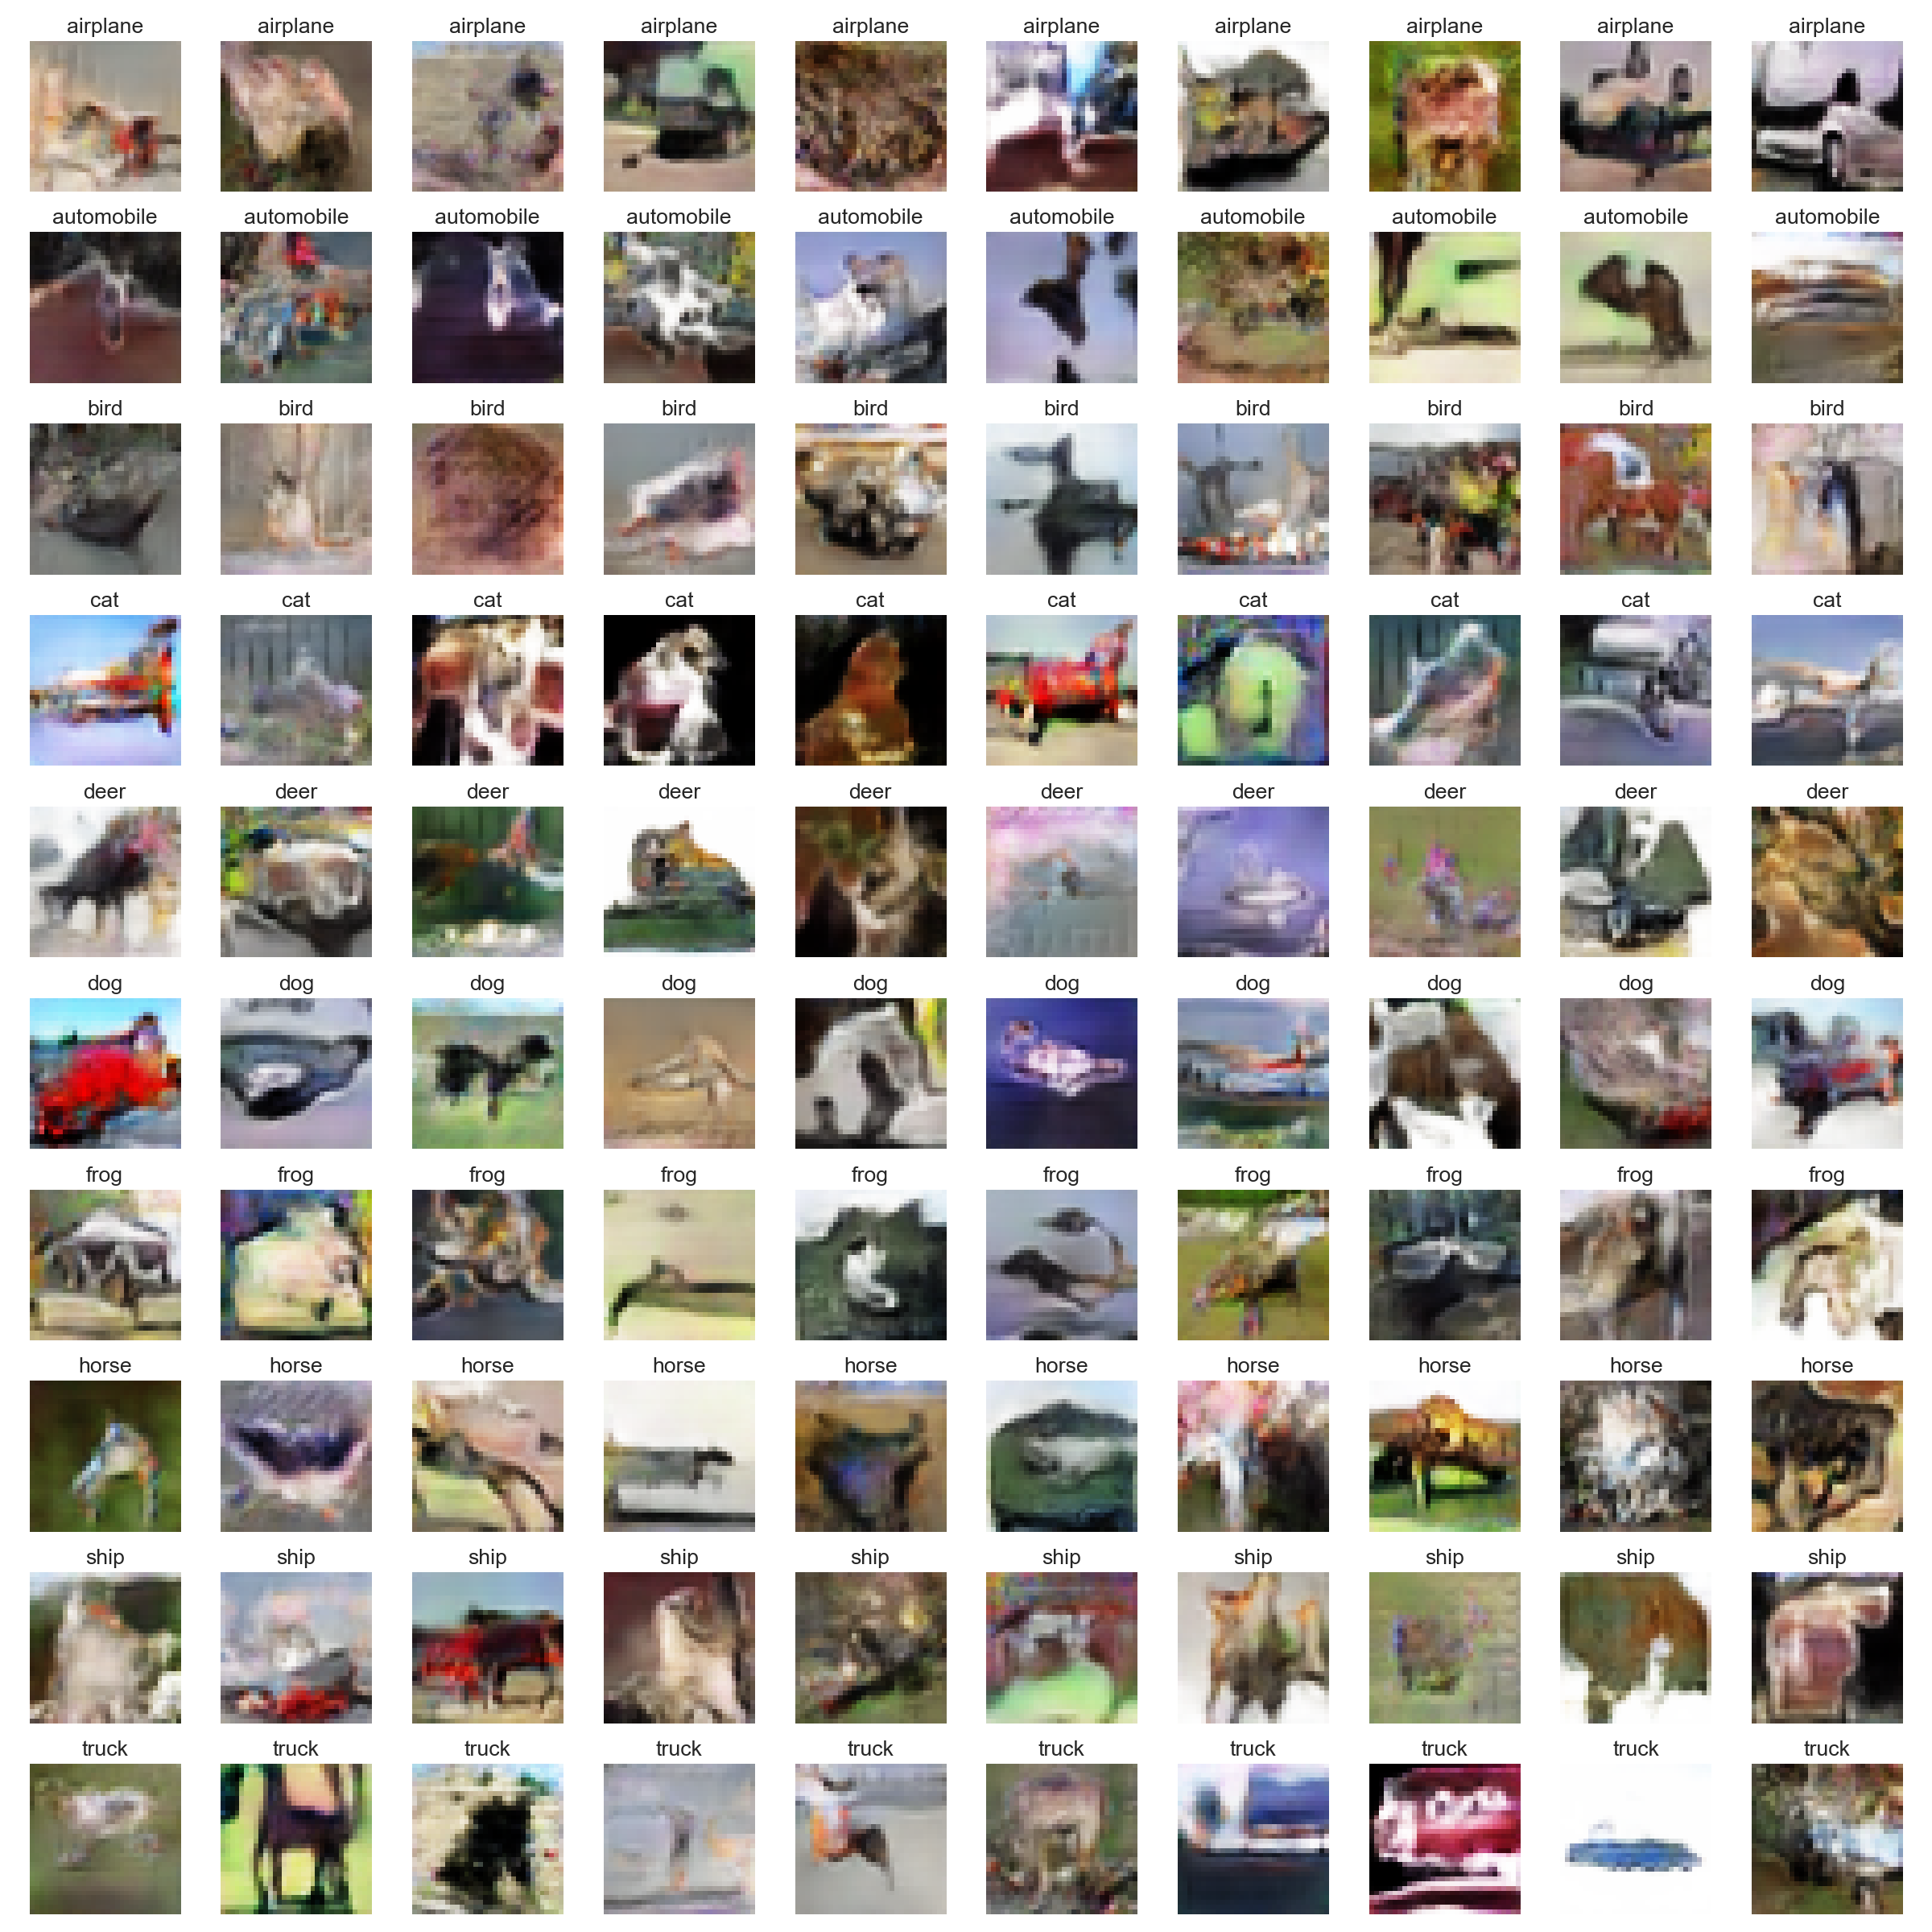 airplane airplane airplane airplane airplane airplane airplane airplane airplane airplane
automobile automobile automobile automobile automobile automobile automobile automobile automobile automobile
bird bird bird bird bird bird bird bird bird bird
cat cat cat cat cat cat cat cat cat cat
deer deer deer deer deer deer deer deer deer deer
dog dog dog dog dog dog dog dog dog dog
frog frog frog frog frog frog frog frog frog frog
horse horse horse horse horse horse horse horse horse horse
ship ship ship ship ship ship ship ship ship ship
truck truck truck truck truck truck truck truck truck truck